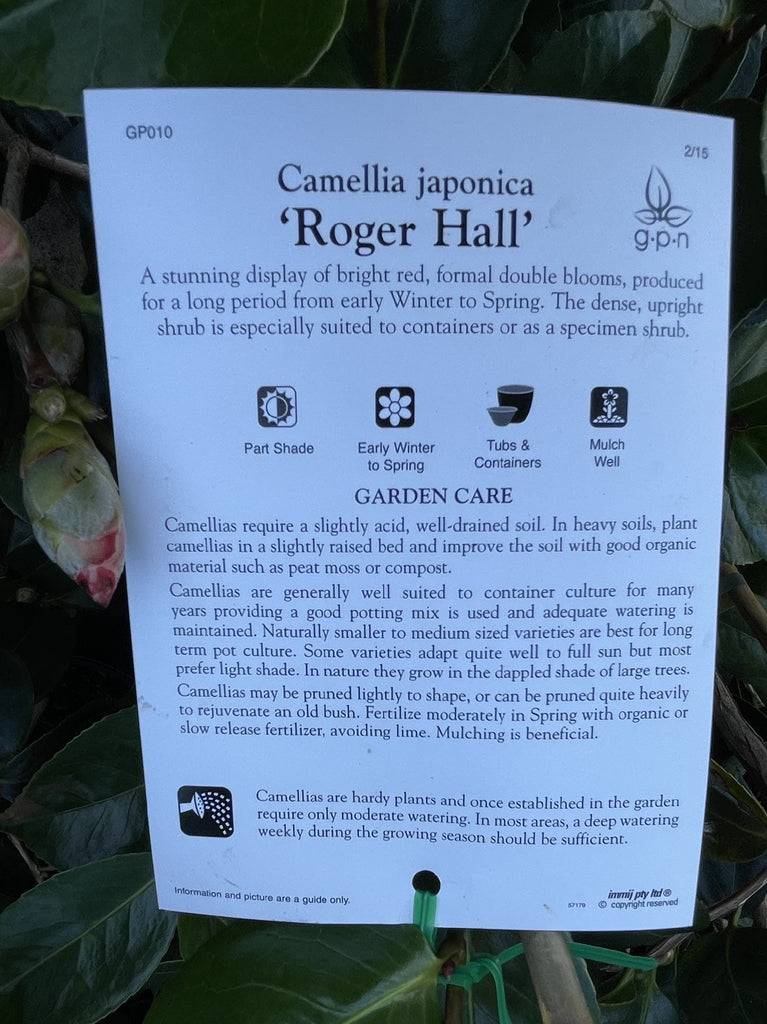 GP010
2/15
Camellia japonica
‘Roger Hall’
g·p·n
A stunning display of bright red, formal double blooms, produced
for a long period from early Winter to Spring. The dense, upright
shrub is especially suited to containers or as a specimen shrub.
Part Shade
Early Winter
to Spring
Tubs &
Containers
Mulch
Well
GARDEN CARE
Camellias require a slightly acid, well-drained soil. In heavy soils, plant
camellias in a slightly raised bed and improve the soil with good organic
material such as peat moss or compost.
Camellias are generally well suited to container culture for many
years providing a good potting mix is used and adequate watering is
maintained. Naturally smaller to medium sized varieties are best for long
term pot culture. Some varieties adapt quite well to full sun but most
prefer light shade. In nature they grow in the dappled shade of large trees.
Camellias may be pruned lightly to shape, or can be pruned quite heavily
to rejuvenate an old bush. Fertilize moderately in Spring with organic or
slow release fertilizer, avoiding lime. Mulching is beneficial.
Camellias are hardy plants and once established in the garden
require only moderate watering. In most areas, a deep watering
weekly during the growing season should be sufficient.
Information and picture are a guide only.
immij pty ltd ®
57179 © copyright reserved